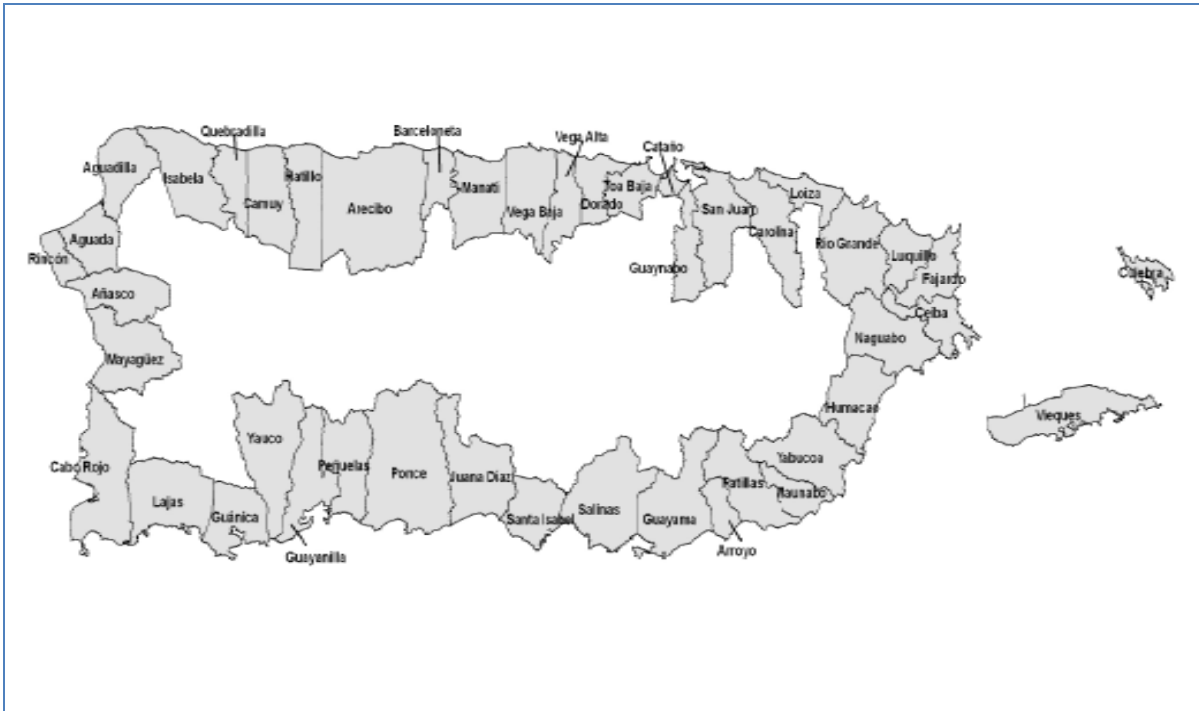 Quebradilla
Barceloneta
Vega Alta
Cataño
Aguadilla
Isabela
Camuy
Hatillo
Arecibo
Manatí
Vega Baja
Dorado
Toa Baja
San Juan
Carolina
Loiza
Guaynabo
Rio Grande
Luquillo
Fajardo
Culebra
Aguada
Rincón
Añasco
Ceiba
Naguabo
Mayagüez
Humacao
Vieques
Yauco
Cabo Rojo
Peñuelas
Ponce
Juana Diaz
Yabucoa
Lajas
Guánica
Santa Isabel
Salinas
Guayama
Patillas
Maunabo
Guayanilla
Arroyo